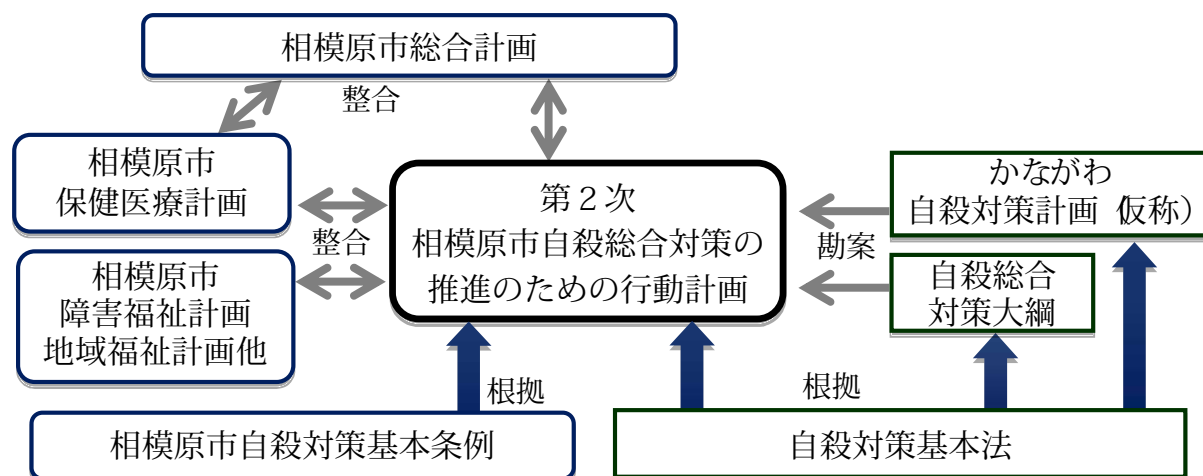 相模原市総合計画
整合
相模原市
保健医療計画
整合
相模原市
障害福祉計画
地域福祉計画他
第２次
相模原市自殺総合対策の
推進のための行動計画
かながわ
自殺対策計画（仮称）
勘案
自殺総合
対策大綱
根拠
根拠
相模原市自殺対策基本条例
自殺対策基本法